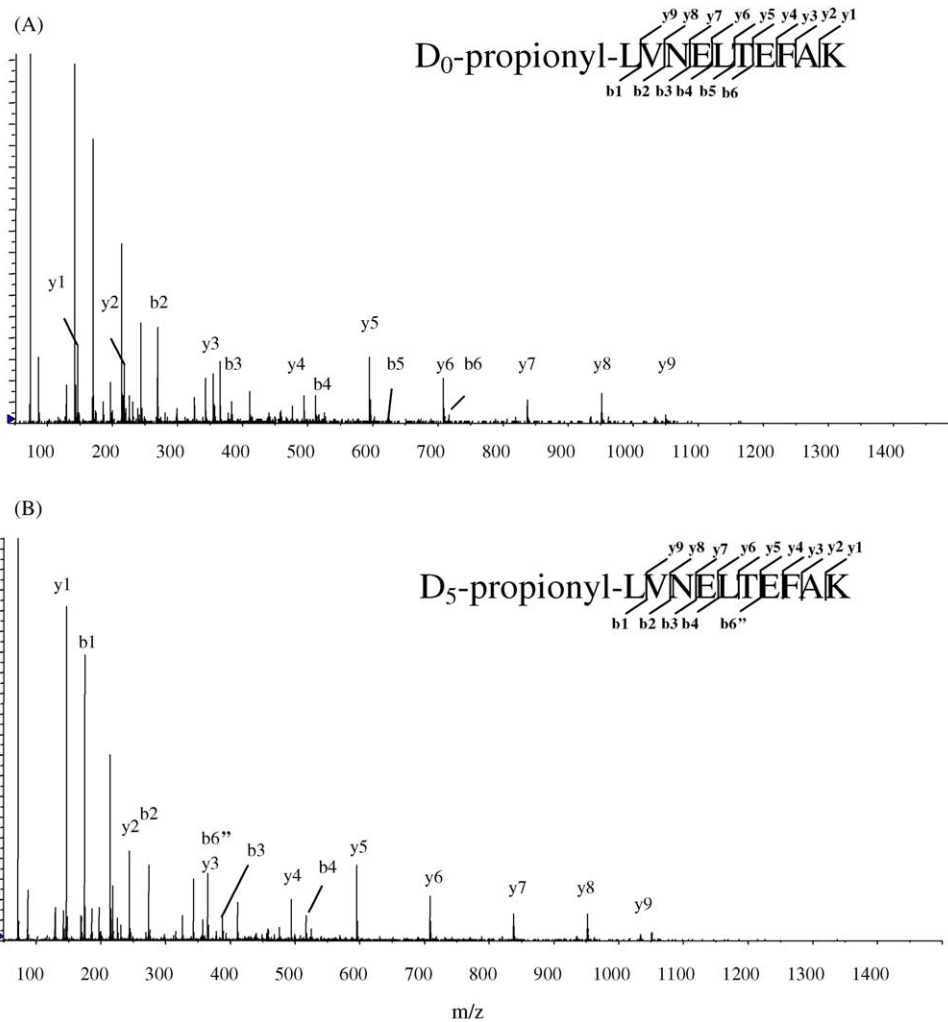 (A)
y9 y8 y7 y6 y5 y4 y3 y2 y1
D₀-propionyl-LVNELTEFAK
b1 b2 b3 b4 b5 b6
y1 y2 b2 y3 b3 y4 b4 y5 b5 y6 b6 y7 y8 y9
100 200 300 400 500 600 700 800 900 1000 1100 1200 1300 1400
(B)
y9 y8 y7 y6 y5 y4 y3 y2 y1
D₅-propionyl-LVNELTEFAK
b1 b2 b3 b4 b6”
y1
b1
y2 b2 b6” b3 b4 y5
y3 y4 y6 y7 y8 y9
100 200 300 400 500 600 700 800 900 1000 1100 1200 1300 1400
m/z